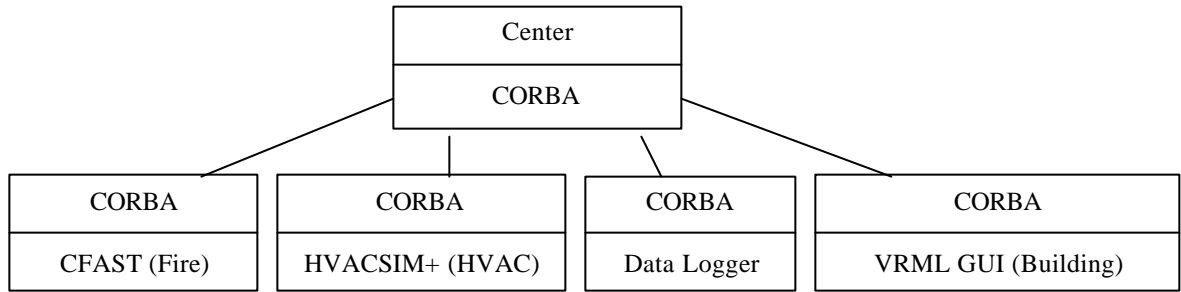 Center
CORBA
CORBA
CFAST (Fire)
CORBA
HVACSIM+ (HVAC)
CORBA
Data Logger
CORBA
VRML GUI (Building)